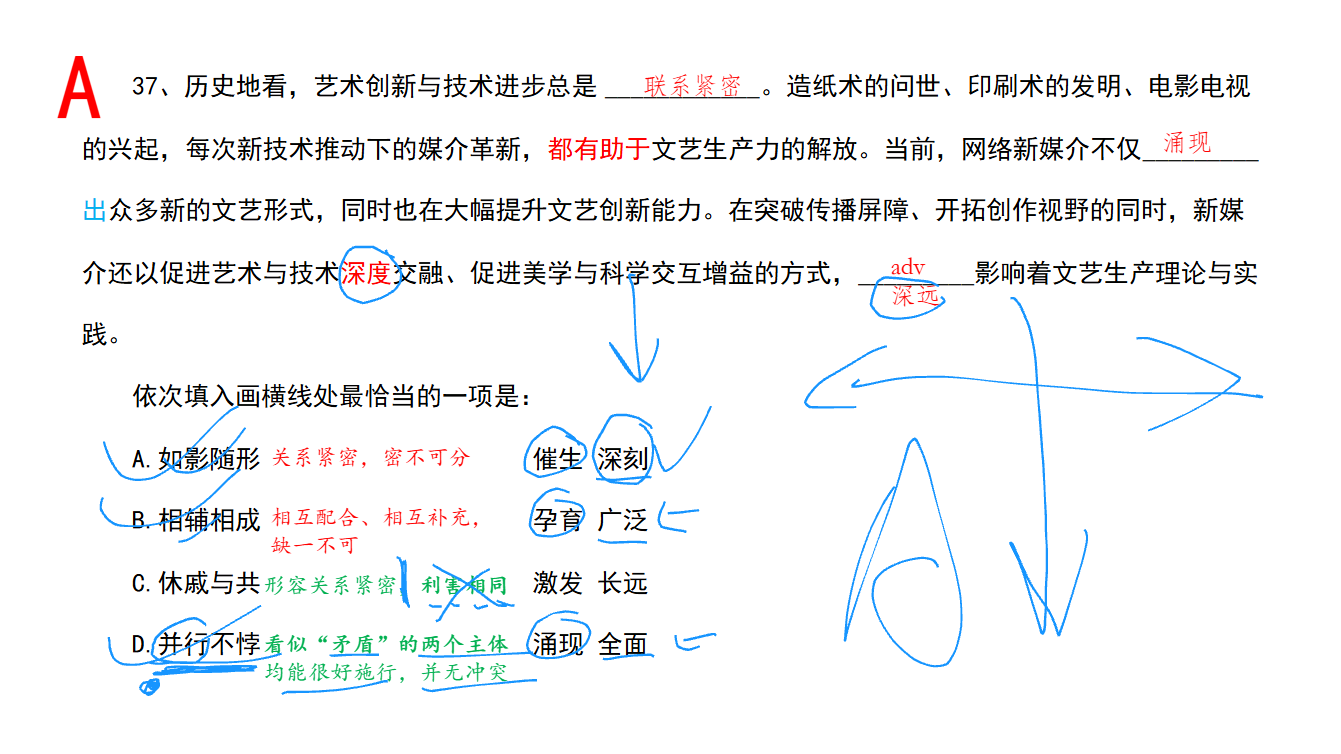 A
37、历史地看，艺术创新与技术进步总是 ____________。造纸术的问世、印刷术的发明、电影电视
联系紧密
的兴起，每次新技术推动下的媒介革新，都有助于文艺生产力的解放。当前，网络新媒介不仅_________
涌现
出众多新的文艺形式，同时也在大幅提升文艺创新能力。在突破传播屏障、开拓创作视野的同时，新媒
介还以促进艺术与技术深度交融、促进美学与科学交互增益的方式，_________影响着文艺生产理论与实
adv
深远
践。
依次填入画横线处最恰当的一项是：
A.如影随形 关系紧密，密不可分 催生 深刻
B.相辅相成 相互配合、相互补充， 孕育 广泛
缺一不可
C.休戚与共 形容关系紧密 利害相同 激发 长远
D.并行不悖 看似“矛盾”的两个主体 涌现 全面
均能很好施行，并无冲突